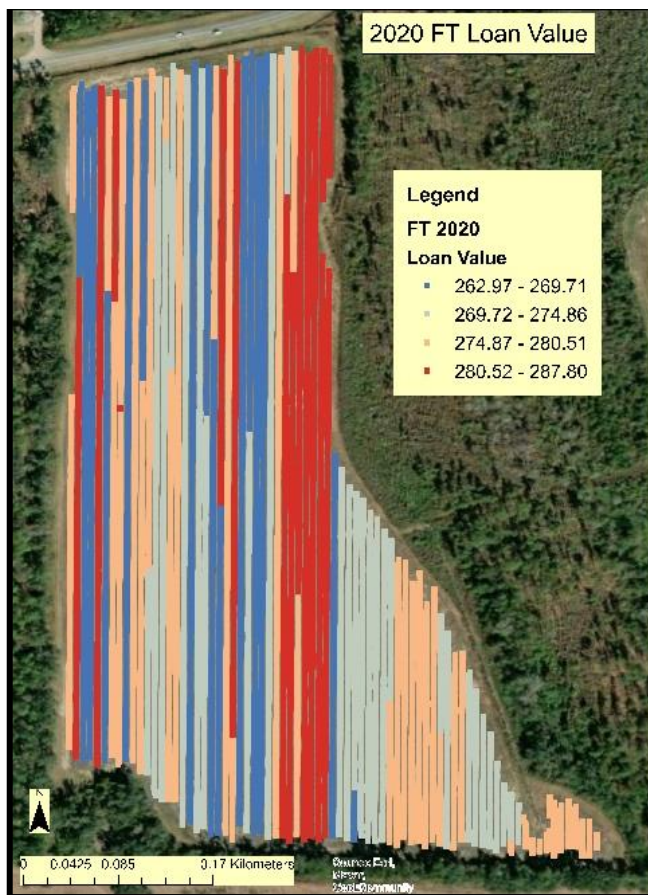 2020 FT Loan Value
Legend
FT 2020
Loan Value
262.97 - 269.71
269.72 - 274.86
274.87 - 280.51
280.52 - 287.80
N
0 0.0425 0.085 0.17 Kilometers
Community